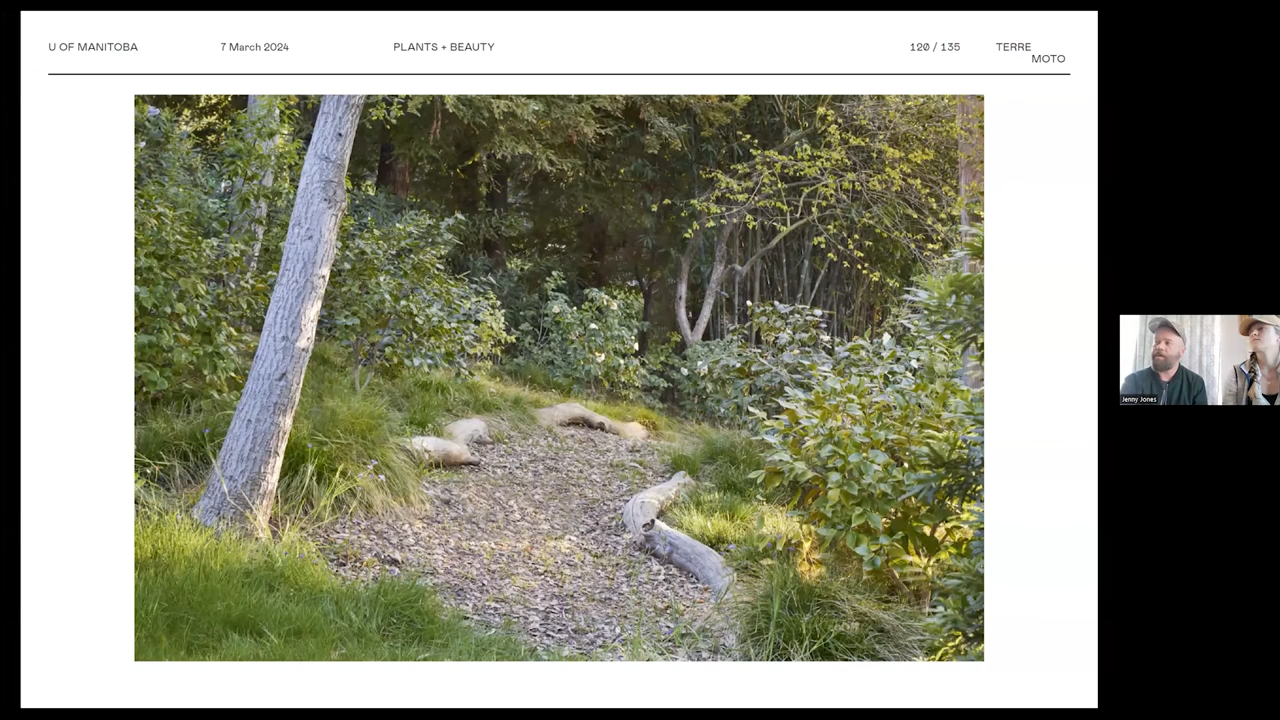 U OF MANITOBA
7 March 2024
PLANTS + BEAUTY
120 / 135
TERRE
MOTO
Jenny Jones